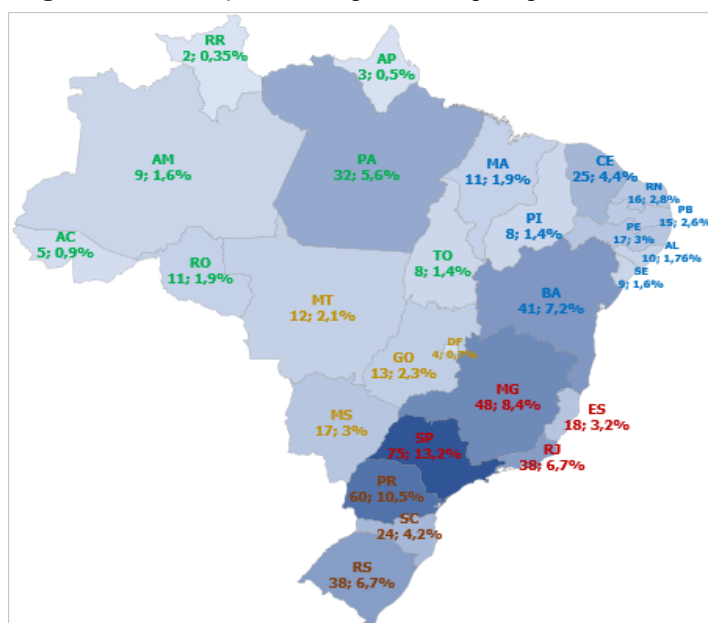 RR
2; 0,35%
AP
3; 0,5%
AM
9; 1,6%
PA
32; 5,6%
MA
11; 1,9%
CE
25; 4,4%
RN
16; 2,8%
PB
15; 2,6%
PI
8; 1,4%
PE
17; 3%
AL
10; 1,76%
SE
9; 1,6%
AC
5; 0,9%
RO
11; 1,9%
TO
8; 1,4%
BA
41; 7,2%
MT
12; 2,1%
DF
4; 0,7%
GO
13; 2,3%
MG
48; 8,4%
ES
18; 3,2%
MS
17; 3%
SP
75; 13,2%
RJ
38; 6,7%
PR
60; 10,5%
SC
24; 4,2%
RS
38; 6,7%